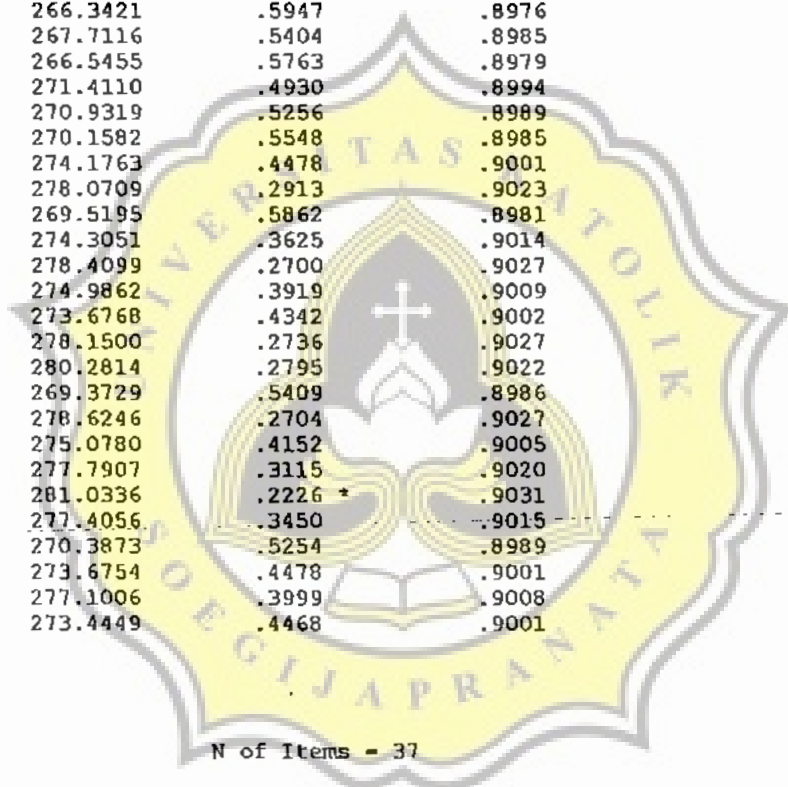 266.3421 .5947 .8976
267.7116 .5404 .8985
266.5455 .5763 .8979
271.4110 .4930 .8994
270.9319 .5256 .8989
270.1582 .5548 .8985
274.1763 .4478 .9001
278.0709 .2913 .9023
269.5195 .5862 .8981
274.3051 .3625 .9014
278.4099 .2700 .9027
274.9862 .3919 .9009
273.6768 .4342 .9002
278.1500 .2736 .9027
280.2814 .2795 .9022
269.3729 .5409 .8986
278.6246 .2704 .9027
275.0780 .4152 .9005
277.7907 .3115 .9020
281.0336 .2226 * .9031
277.4056 .3450 .9015
270.3873 .5254 .8989
273.6754 .4478 .9001
277.1006 .3999 .9008
273.4449 .4468 .9001
N of Items = 37
UNIVERSITAS KATOLIK
SOEGIJAPRANATA